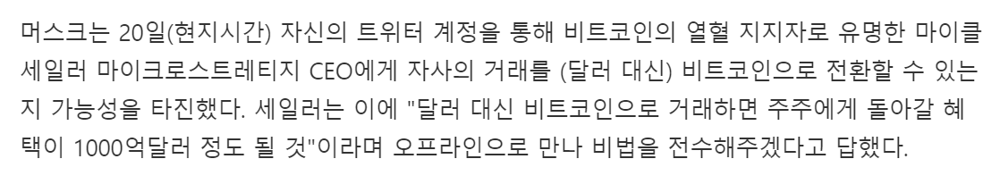 머스크는 20일(현지시간) 자신의 트위터 계정을 통해 비트코인의 열혈 지지자로 유명한 마이클
세일러 마이크로스트레티지 CEO에게 자사의 거래를 (달러 대신) 비트코인으로 전환할 수 있는
지 가능성을 타진했다. 세일러는 이에 "달러 대신 비트코인으로 거래하면 주주에게 돌아갈 혜
택이 1000억달러 정도 될 것"이라며 오프라인으로 만나 비법을 전수해주겠다고 답했다.